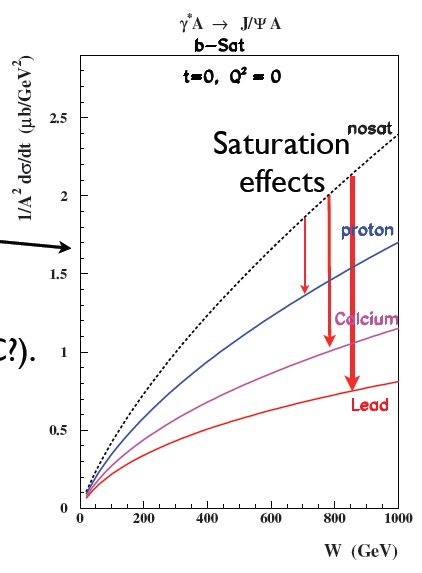 γ*A → J/Ψ A
b-Sat
t=0, Q² = 0
1/A² dσ/dt (μb/GeV²)
2.5
nosat
Saturation
effects
2
proton
1.5
Calcium
C?).
1
Lead
0.5
0
0 200 400 600 800 1000
W (GeV)